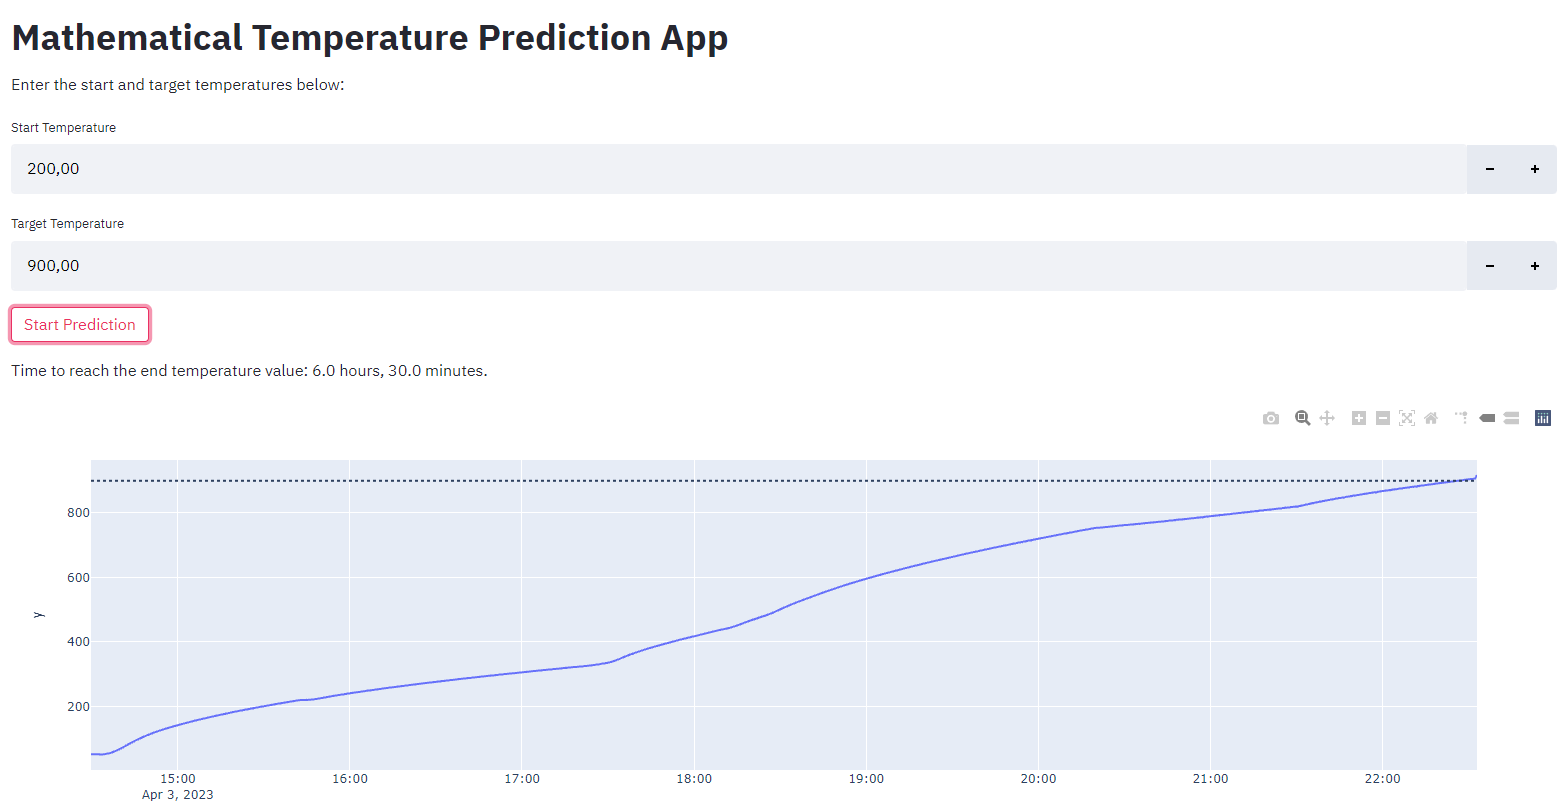 Mathematical Temperature Prediction App
Enter the start and target temperatures below:
Start Temperature
200,00
− +
Target Temperature
900,00
− +
Start Prediction
Time to reach the end temperature value: 6.0 hours, 30.0 minutes.
800
600
y
400
200
15:00 16:00 17:00 18:00 19:00 20:00 21:00 22:00
Apr 3, 2023